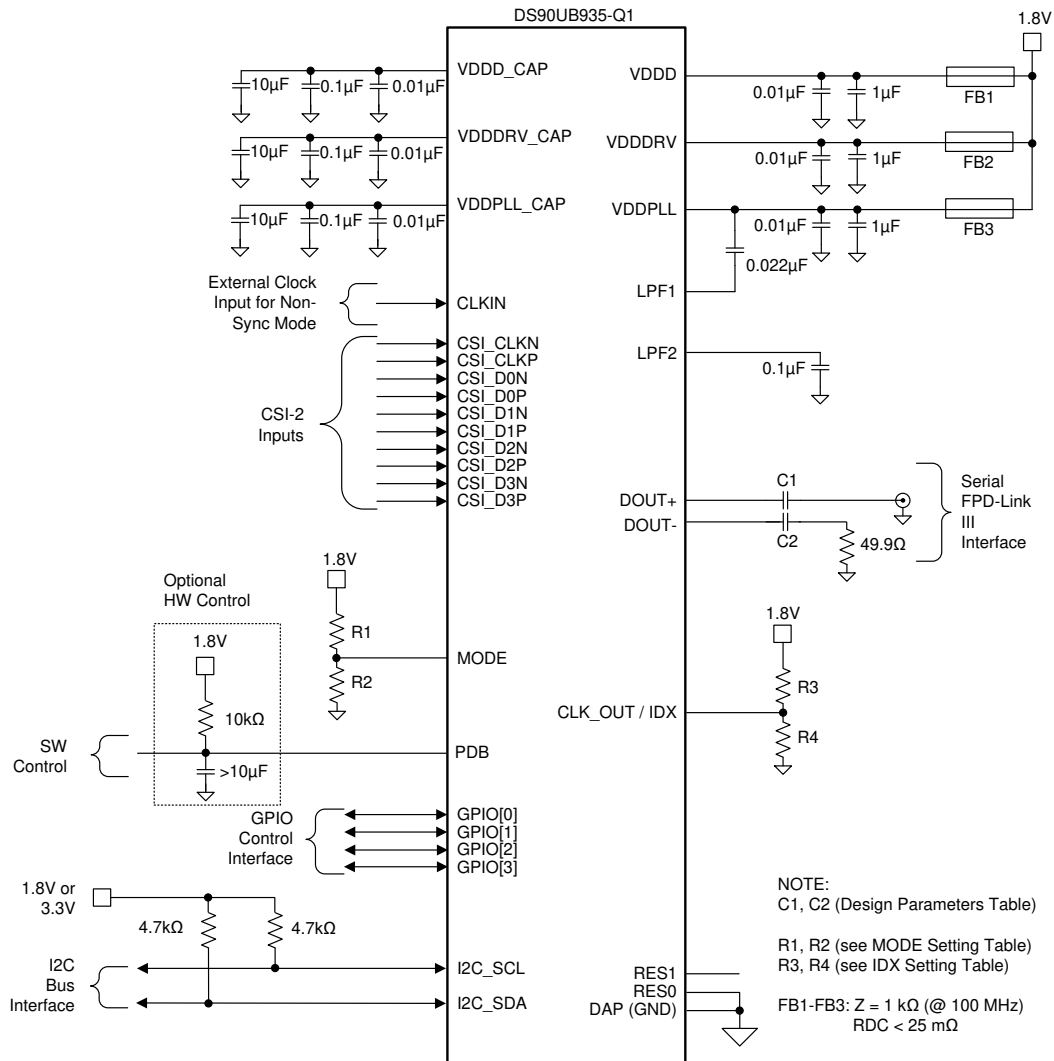 DS90UB935-Q1
1.8V
VDDD_CAP
10µF
0.1µF
0.01µF
VDDD
0.01µF
1µF
FB1
VDDDRV_CAP
10µF
0.1µF
0.01µF
VDDDRV
0.01µF
1µF
FB2
VDDPLL_CAP
10µF
0.1µF
0.01µF
VDDPLL
0.01µF
1µF
FB3
0.022µF
External Clock
Input for Non-
Sync Mode
CLKIN
LPF1
LPF2
0.1µF
CSI-2
Inputs
CSI_CLKN
CSI_CLKP
CSI_D0N
CSI_D0P
CSI_D1N
CSI_D1P
CSI_D2N
CSI_D2P
CSI_D3N
CSI_D3P
DOUT+
DOUT-
C1
C2
49.9Ω
Serial
FPD-Link
III
Interface
1.8V
R1
R2
MODE
Optional
HW Control
1.8V
10kΩ
>10µF
SW
Control
PDB
1.8V
R3
R4
CLK_OUT / IDX
GPIO
Control
Interface
GPIO[0]
GPIO[1]
GPIO[2]
GPIO[3]
1.8V or
3.3V
4.7kΩ
4.7kΩ
I2C
Bus
Interface
I2C_SCL
I2C_SDA
RES1
RES0
DAP (GND)
NOTE:
C1, C2 (Design Parameters Table)
R1, R2 (see MODE Setting Table)
R3, R4 (see IDX Setting Table)
FB1-FB3: Z = 1 kΩ (@ 100 MHz)
RDC < 25 mΩ